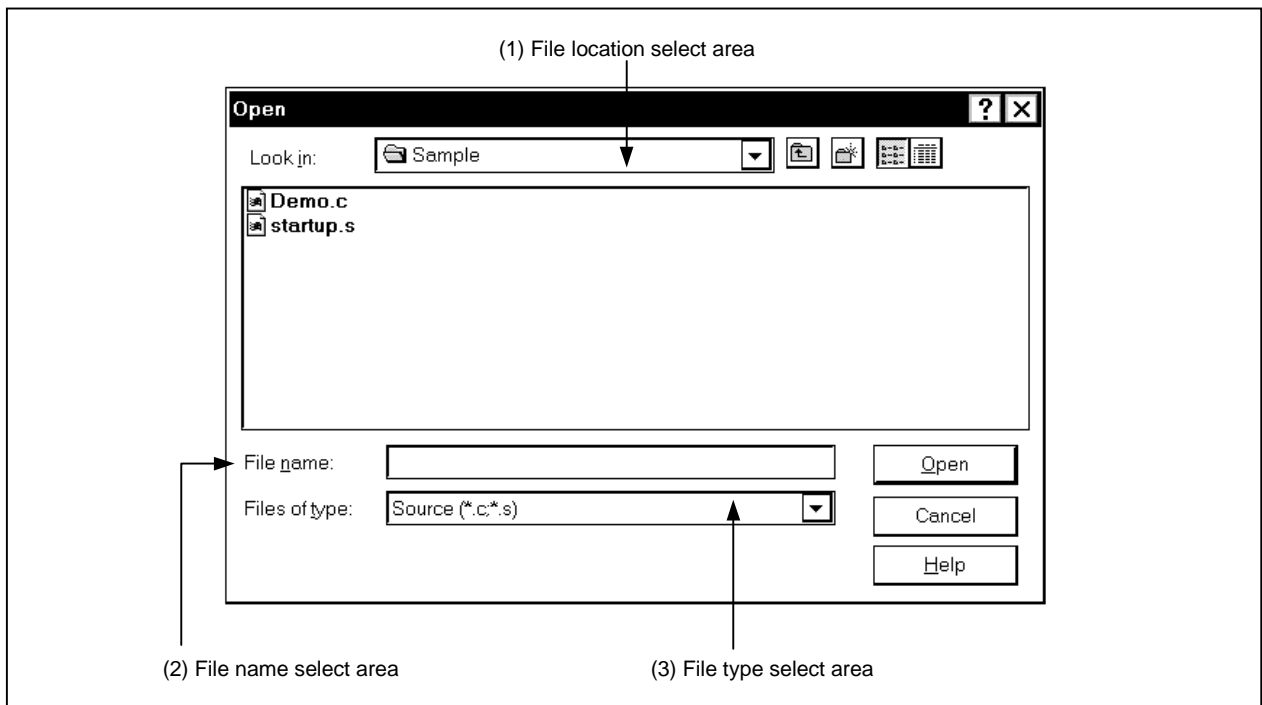 (1) File location select area
Open
Look in:
Sample
Demo.c
startup.s
File name:
Open
Files of type:
Source (*.c;*.s)
Cancel
Help
(2) File name select area
(3) File type select area